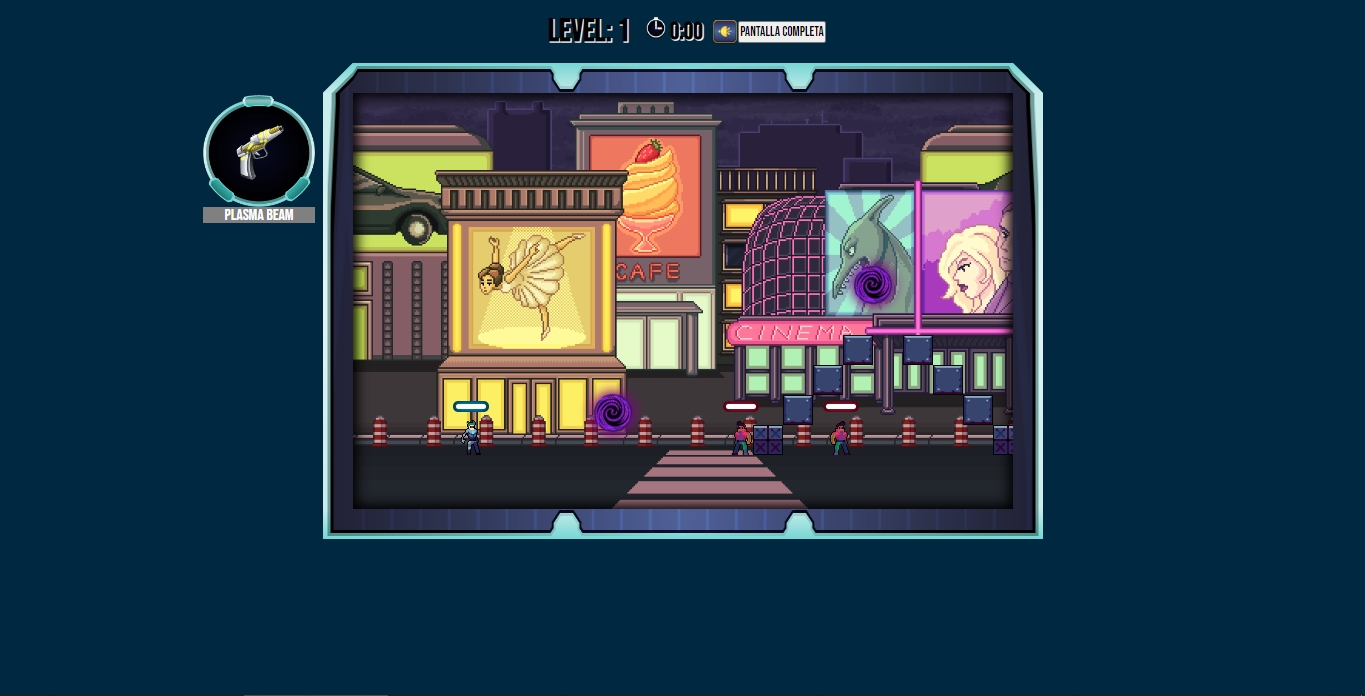 LEVEL: 1
0:00
PANTALLA COMPLETA
PLASMA BEAM
CAFE
CINEMA